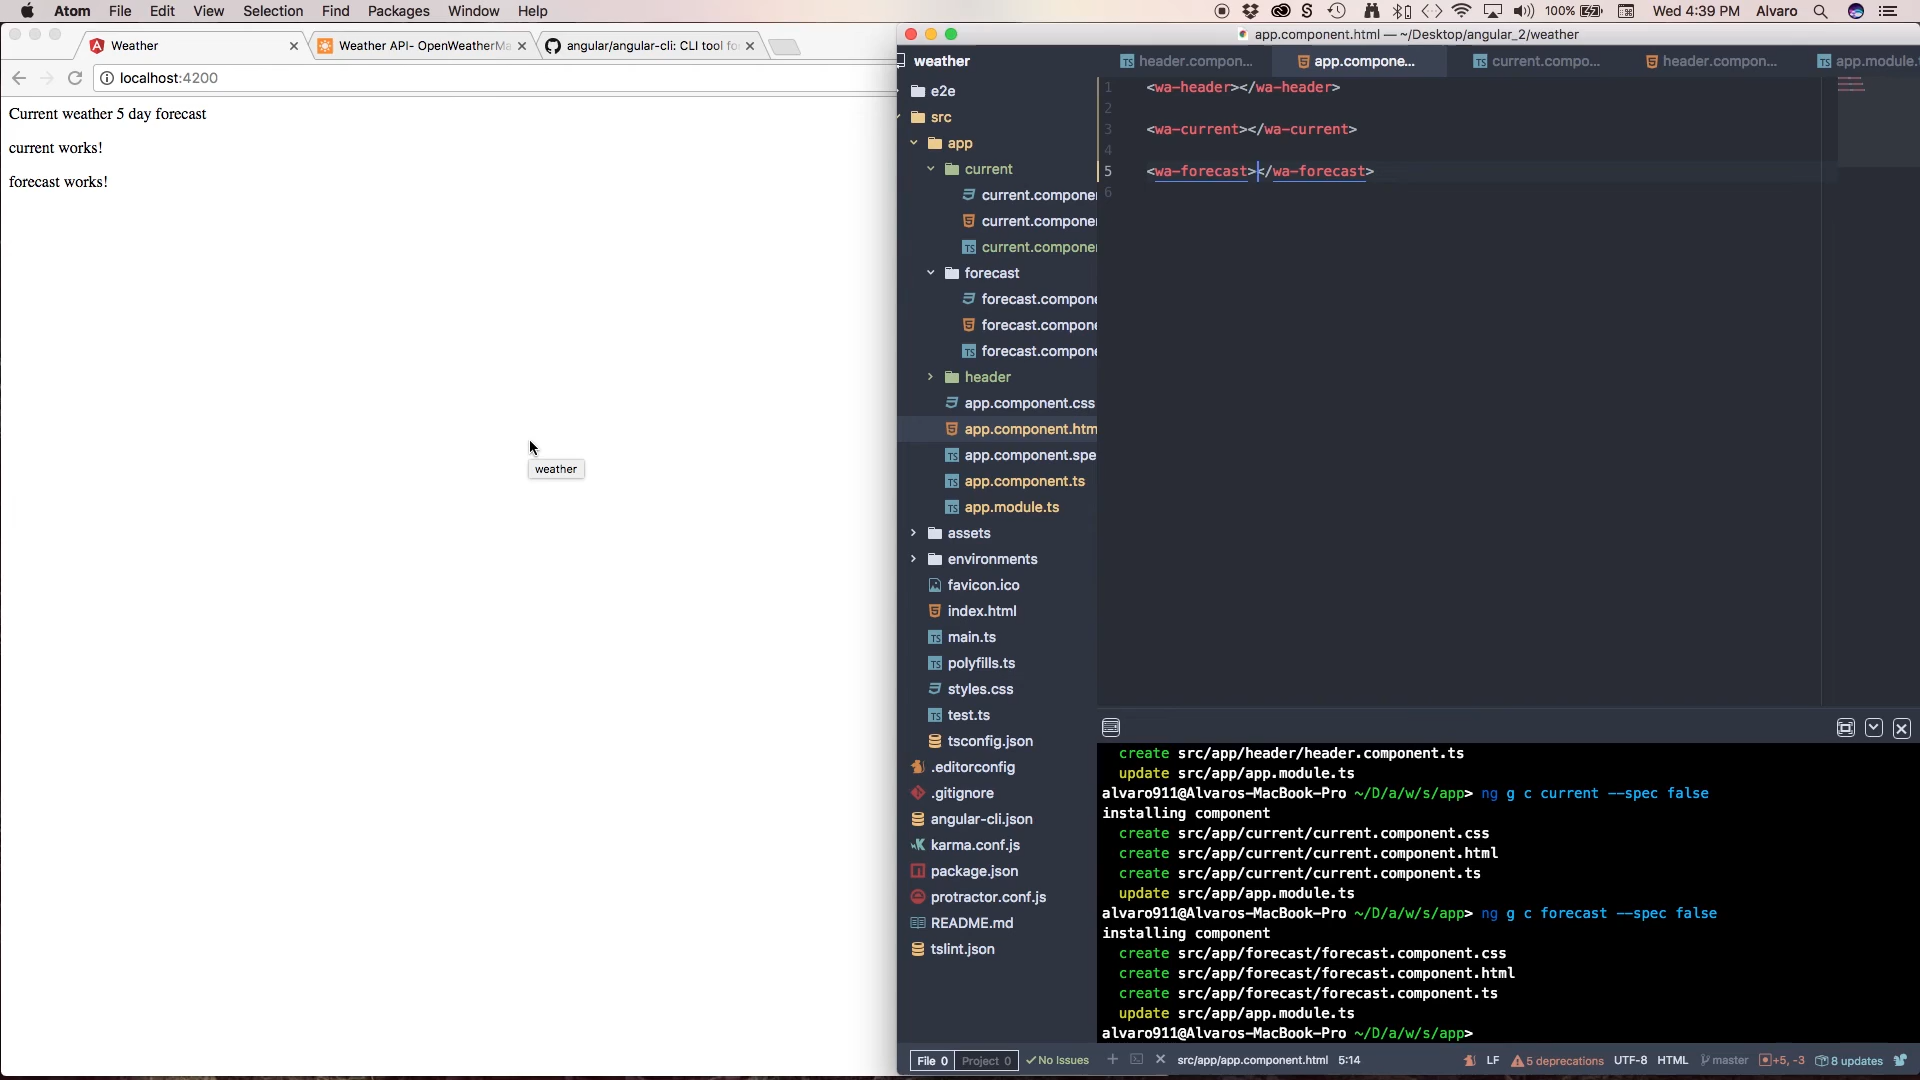 Atom File Edit View Selection Find Packages Window Help
100% Wed 4:39 PM Alvaro
Weather
Weather API- OpenWeatherMa
angular/angular-cli: CLI tool fo
localhost:4200
Current weather 5 day forecast
current works!
forecast works!
weather
app.component.html — ~/Desktop/angular_2/weather
weather
e2e
src
app
current
current.compone
current.compone
current.compone
forecast
forecast.compone
forecast.compone
forecast.compone
header
app.component.css
app.component.htm
app.component.spe
app.component.ts
app.module.ts
assets
environments
favicon.ico
index.html
main.ts
polyfills.ts
styles.css
test.ts
tsconfig.json
.editorconfig
.gitignore
angular-cli.json
karma.conf.js
package.json
protractor.conf.js
README.md
tslint.json
header.compon...
app.compone...
current.compo...
header.compon...
app.module.
1 <wa-header></wa-header>
2
3 <wa-current></wa-current>
4
5 <wa-forecast></wa-forecast>
6
create src/app/header/header.component.ts
update src/app/app.module.ts
alvaro911@Alvaros-MacBook-Pro ~/D/a/w/s/app> ng g c current --spec false
installing component
create src/app/current/current.component.css
create src/app/current/current.component.html
create src/app/current/current.component.ts
update src/app/app.module.ts
alvaro911@Alvaros-MacBook-Pro ~/D/a/w/s/app> ng g c forecast --spec false
installing component
create src/app/forecast/forecast.component.css
create src/app/forecast/forecast.component.html
create src/app/forecast/forecast.component.ts
update src/app/app.module.ts
alvaro911@Alvaros-MacBook-Pro ~/D/a/w/s/app>
File 0 Project 0 No Issues src/app/app.component.html 5:14 LF 5 deprecations UTF-8 HTML master +5, -3 8 updates